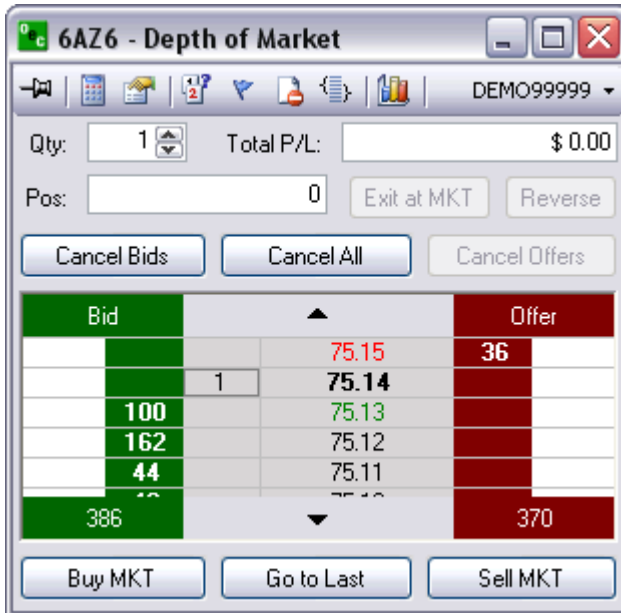 Oec 6AZ6 - Depth of Market
DEMO99999
Qty: 1 Total P/L: $ 0.00
Pos: 0 Exit at MKT Reverse
Cancel Bids Cancel All Cancel Offers
Bid Offer
75.15 36
1 75.14
100 75.13
162 75.12
44 75.11
386 370
Buy MKT Go to Last Sell MKT